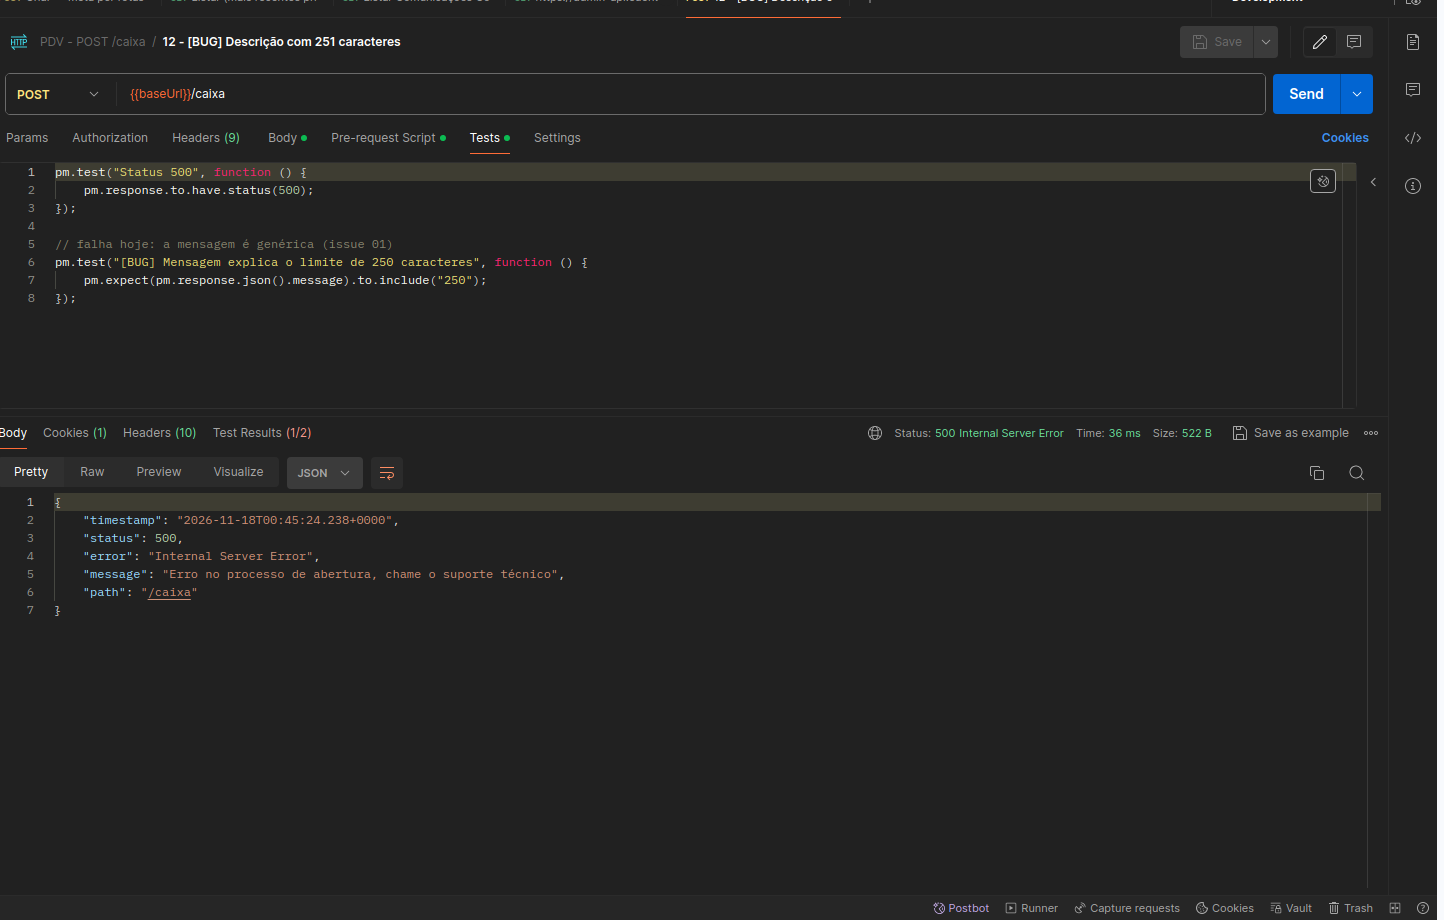 PDV - POST /caixa / 12 - [BUG] Descrição com 251 caracteres
Save
POST {{baseUrl}}/caixa
Send
Params Authorization Headers (9) Body Pre-request Script Tests Settings Cookies
1 pm.test("Status 500", function () {
2 pm.response.to.have.status(500);
3 });
4
5 // falha hoje: a mensagem é genérica (issue 01)
6 pm.test("[BUG] Mensagem explica o limite de 250 caracteres", function () {
7 pm.expect(pm.response.json().message).to.include("250");
8 });
Body Cookies (1) Headers (10) Test Results (1/2) Status: 500 Internal Server Error Time: 36 ms Size: 522 B Save as example
Pretty Raw Preview Visualize JSON
1 {
2 "timestamp": "2026-11-18T00:45:24.238+0000",
3 "status": 500,
4 "error": "Internal Server Error",
5 "message": "Erro no processo de abertura, chame o suporte técnico",
6 "path": "/caixa"
7 }
Postbot Runner Capture requests Cookies Vault Trash